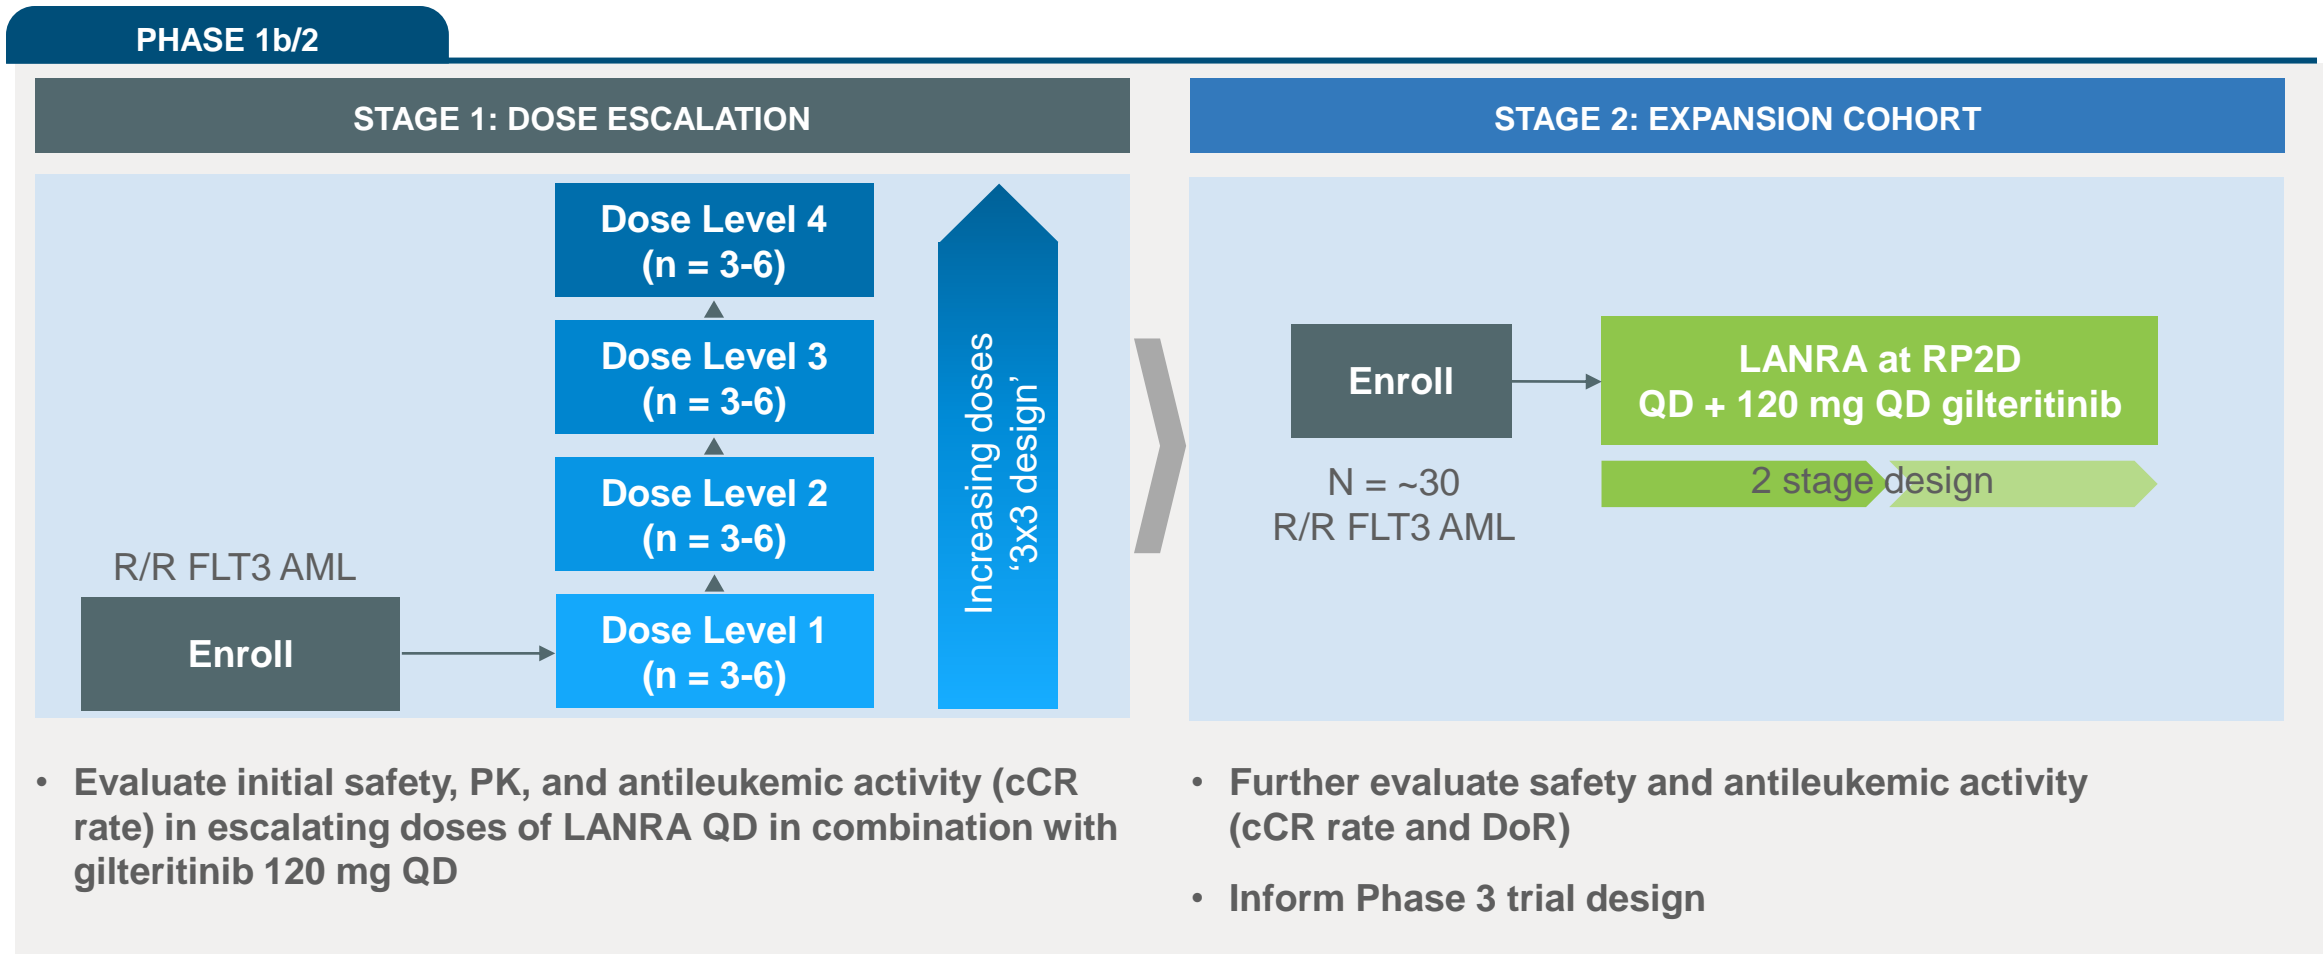 PHASE 1b/2
STAGE 1: DOSE ESCALATION
Dose Level 4
(n = 3-6)
Dose Level 3
(n = 3-6)
Dose Level 2
(n = 3-6)
Dose Level 1
(n = 3-6)
R/R FLT3 AML
Enroll
Increasing doses
‘3x3 design’
• Evaluate initial safety, PK, and antileukemic activity (cCR
rate) in escalating doses of LANRA QD in combination with
gilteritinib 120 mg QD
STAGE 2: EXPANSION COHORT
Enroll
N = ~30
R/R FLT3 AML
LANRA at RP2D
QD + 120 mg QD gilteritinib
2 stage design
• Further evaluate safety and antileukemic activity
(cCR rate and DoR)
• Inform Phase 3 trial design